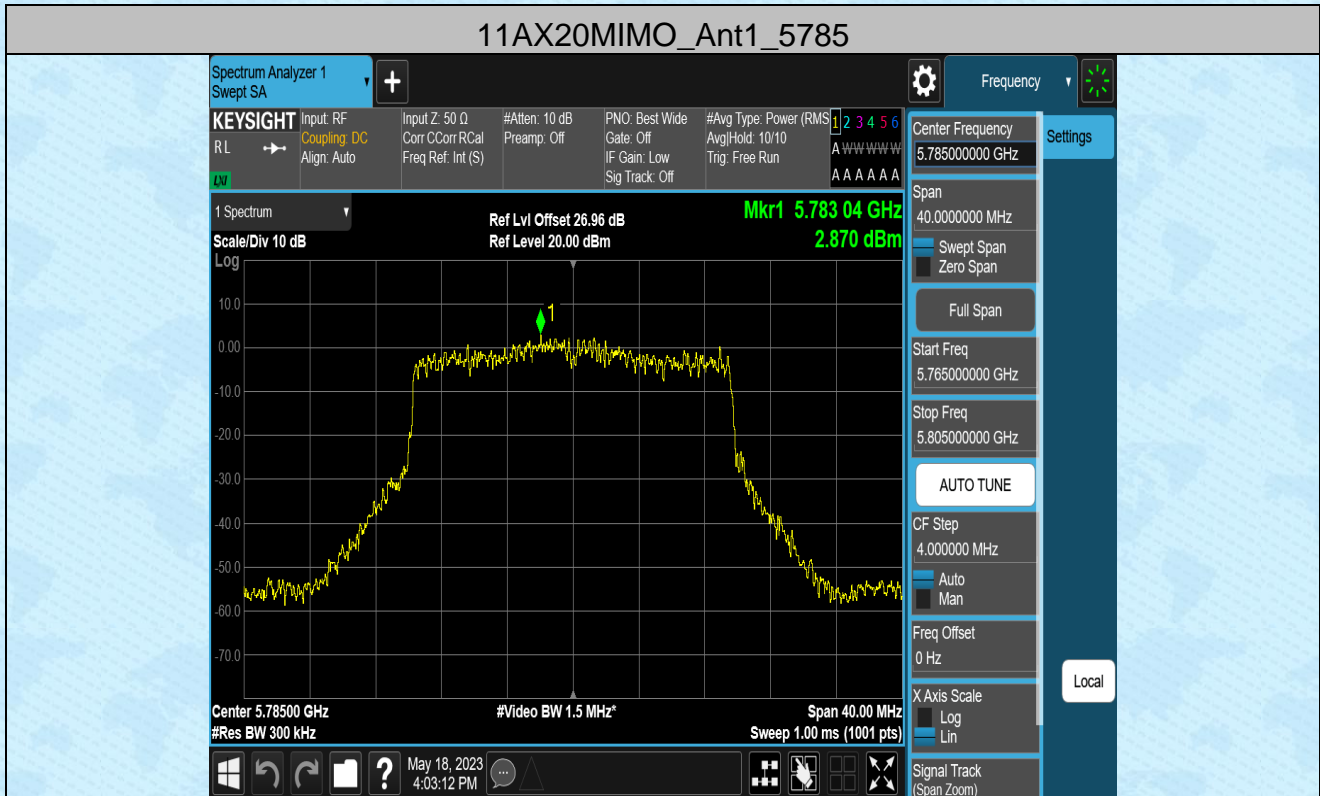 11AX20MIMO_Ant1_5785
Spectrum Analyzer 1
Swept SA
Frequency
KEYSIGHT
RL
LXI
Input: RF
Coupling: DC
Align: Auto
Input Z: 50 Ω
Corr CCorr RCal
Freq Ref: Int (S)
#Atten: 10 dB
Preamp: Off
PNO: Best Wide
Gate: Off
IF Gain: Low
Sig Track: Off
#Avg Type: Power (RMS
Avg|Hold: 10/10
Trig: Free Run
1 2 3 4 5 6
A W W W W W
A A A A A A
1 Spectrum
Scale/Div 10 dB
Log
Ref Lvl Offset 26.96 dB
Ref Level 20.00 dBm
Mkr1 5.783 04 GHz
2.870 dBm
10.0
0.00
-10.0
-20.0
-30.0
-40.0
-50.0
-60.0
-70.0
1
Center 5.78500 GHz
#Res BW 300 kHz
#Video BW 1.5 MHz*
Span 40.00 MHz
Sweep 1.00 ms (1001 pts)
?
May 18, 2023
4:03:12 PM
Center Frequency
5.785000000 GHz
Settings
Span
40.0000000 MHz
Swept Span
Zero Span
Full Span
Start Freq
5.765000000 GHz
Stop Freq
5.805000000 GHz
AUTO TUNE
CF Step
4.000000 MHz
Auto
Man
Freq Offset
0 Hz
X Axis Scale
Log
Lin
Local
Signal Track
(Span Zoom)